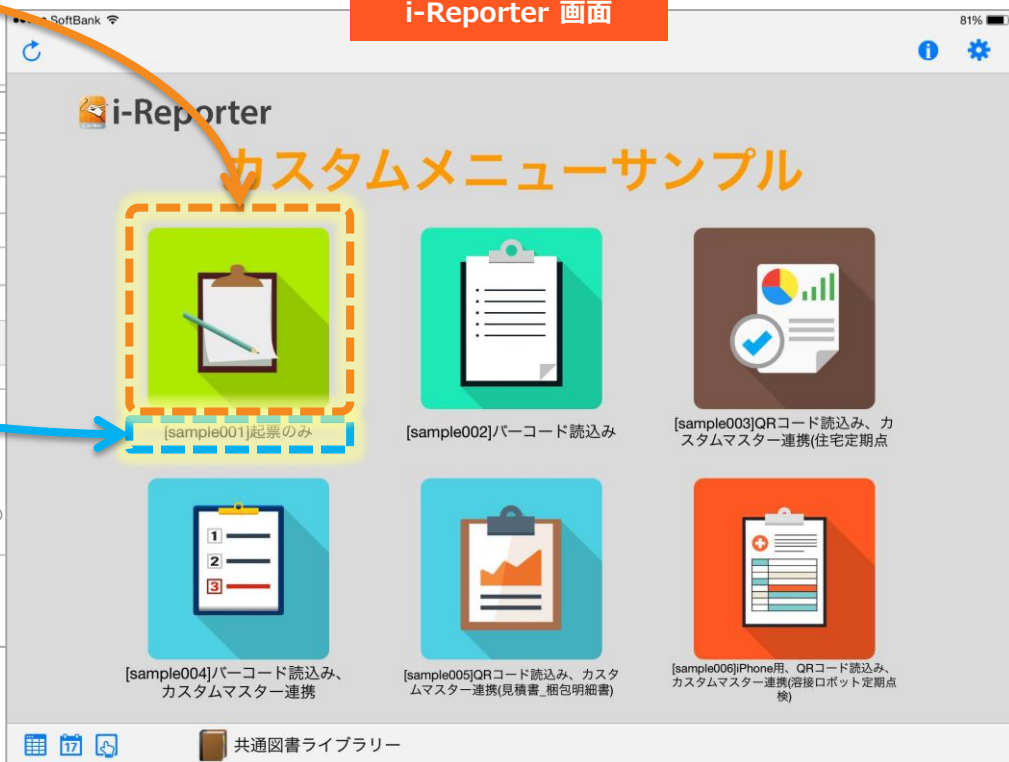 i-Reporter 画面
SoftBank
81%
i-Reporter
カスタムメニューサンプル
[sample001]起票のみ
[sample002]バーコード読込み
[sample003]QRコード読込み、カ
スタムマスター連携(住宅定期点
1
2
3
[sample004]バーコード読込み、
カスタムマスター連携
[sample005]QRコード読込み、カスタ
ムマスター連携(見積書_梱包明細書)
[sample006]iPhone用、QRコード読込み、
カスタムマスター連携(溶接ロボット定期点
検)
17
共通図書ライブラリー